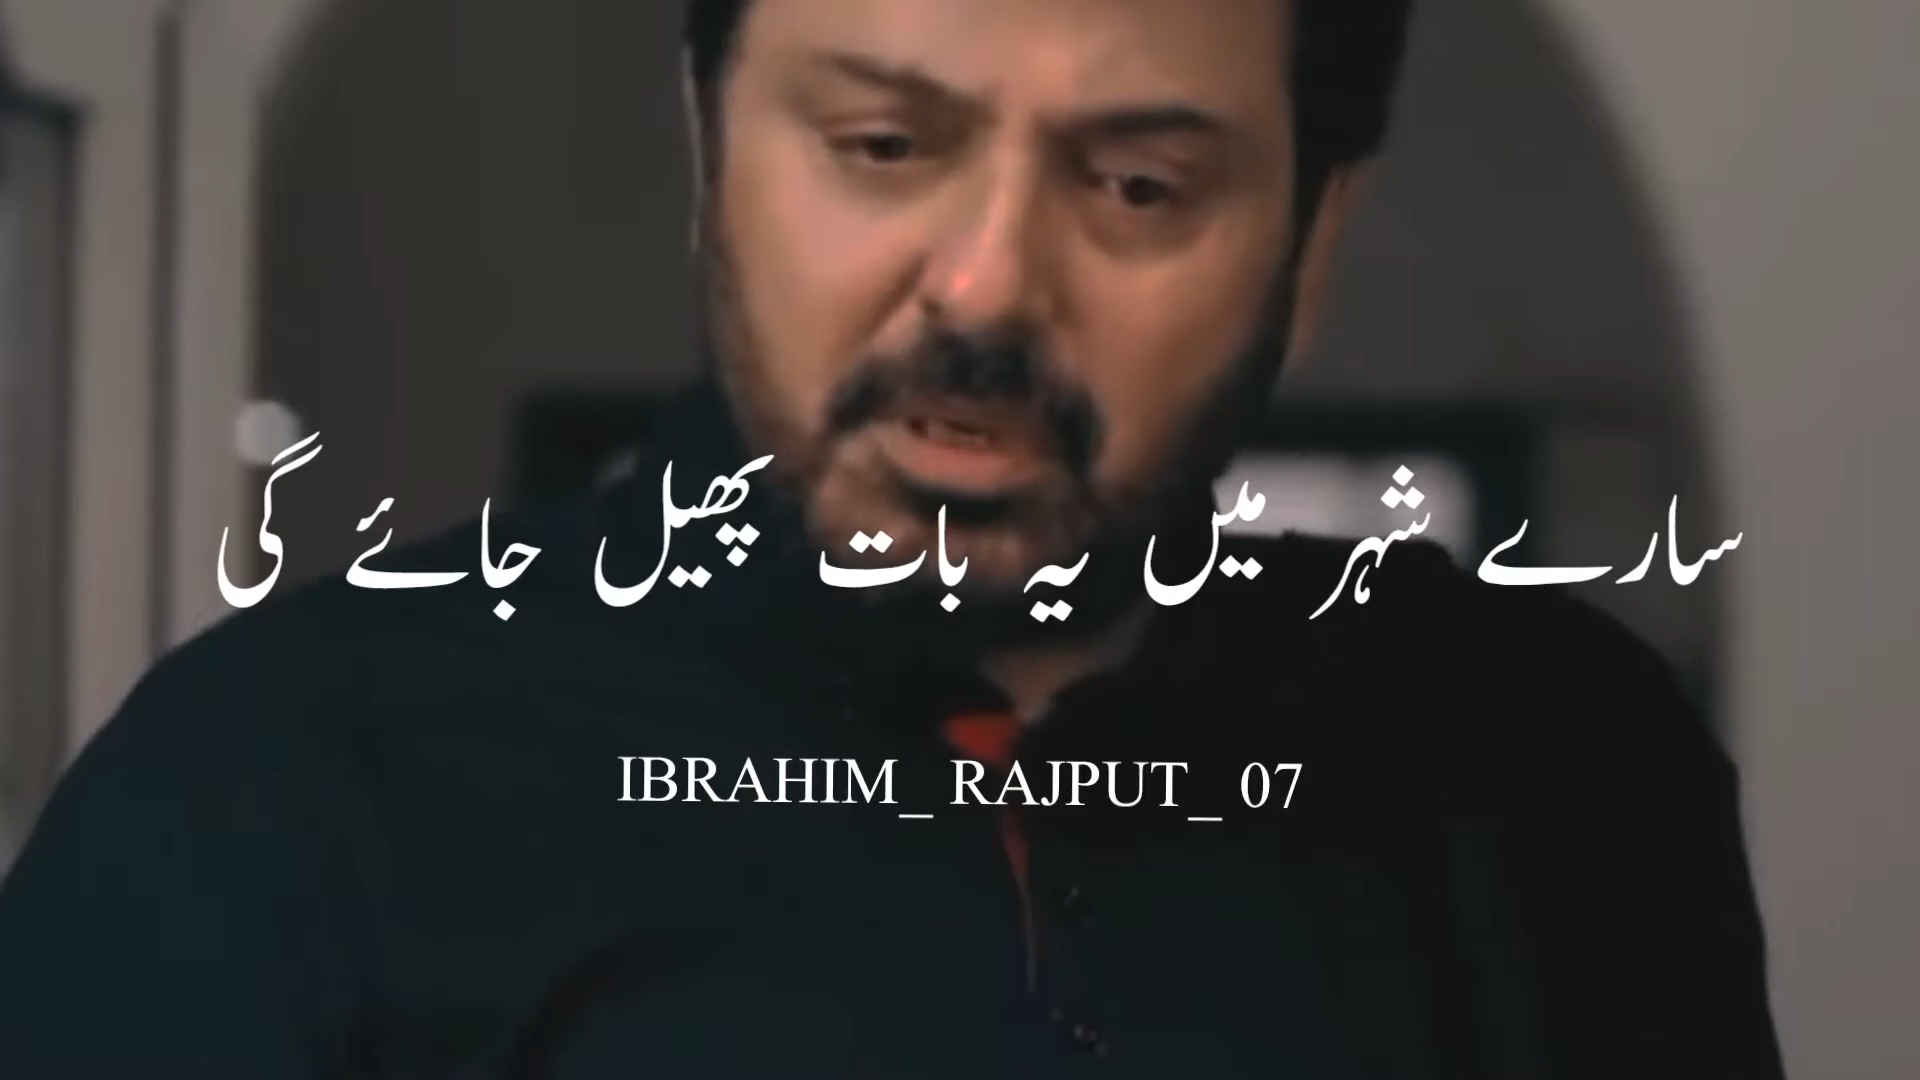 سارے شہر میں یہ بات پھیل جائے گی
IBRAHIM_ RAJPUT_ 07